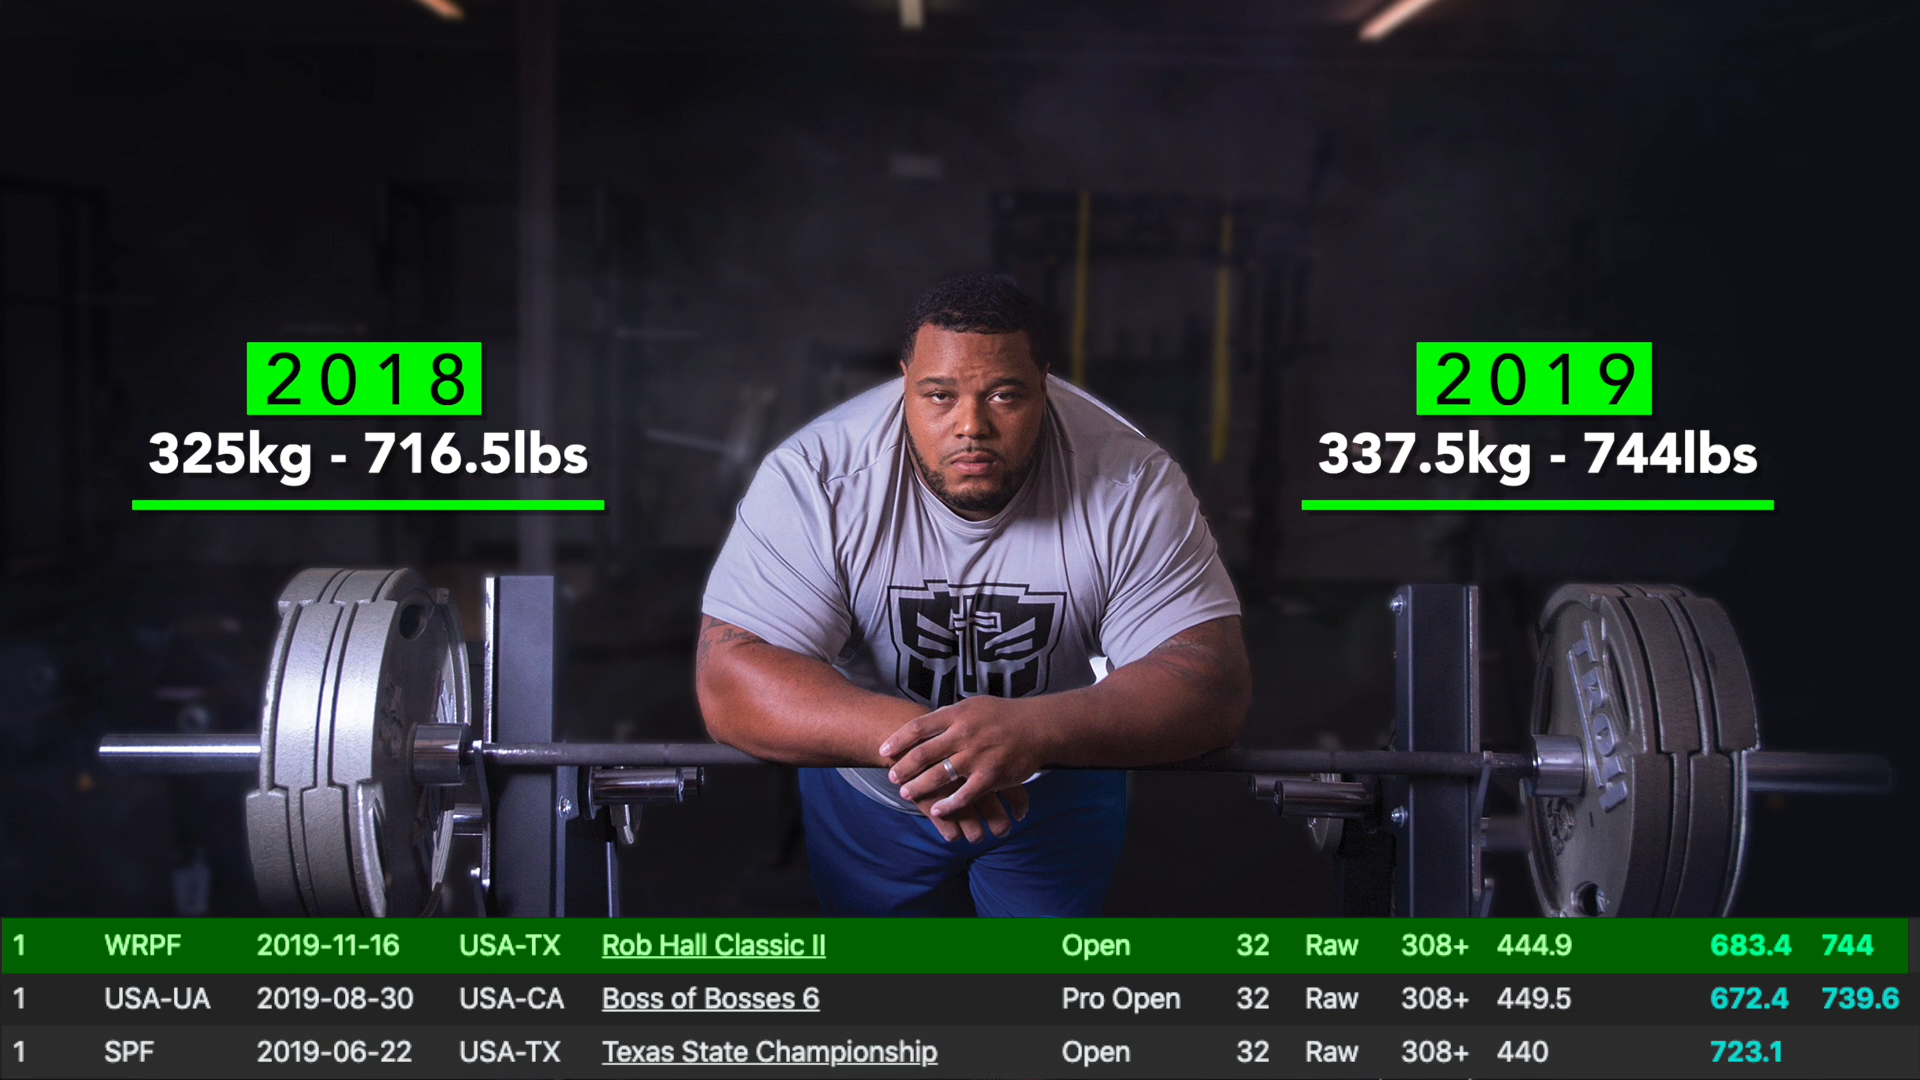 2018
325kg - 716.5lbs
2019
337.5kg - 744lbs
TROY
1 WRPF 2019-11-16 USA-TX Rob Hall Classic II Open 32 Raw 308+ 444.9 683.4 744
1 USA-UA 2019-08-30 USA-CA Boss of Bosses 6 Pro Open 32 Raw 308+ 449.5 672.4 739.6
1 SPF 2019-06-22 USA-TX Texas State Championship Open 32 Raw 308+ 440 723.1